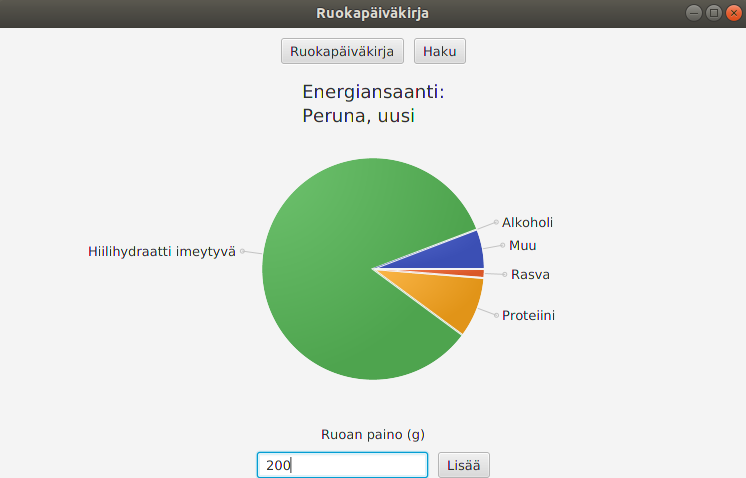 Ruokapäiväkirja
Ruokapäiväkirja Haku
Energiansaanti:
Peruna, uusi
Alkoholi
Muu
Hiilihydraatti imeytyvä
Rasva
Proteiini
Ruoan paino (g)
200 Lisää